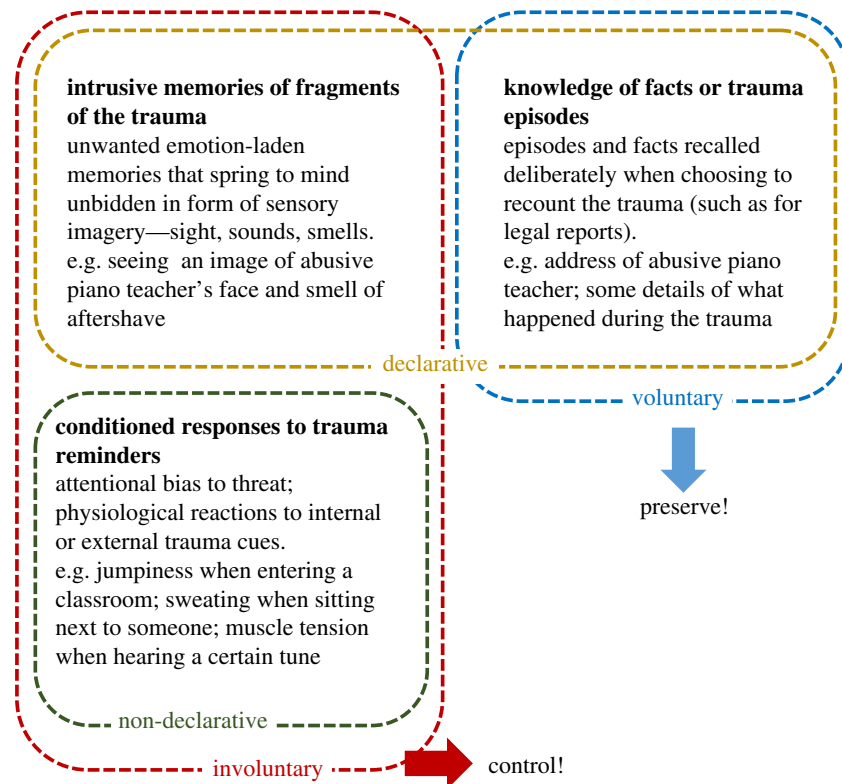 intrusive memories of fragments
of the trauma
unwanted emotion-laden
memories that spring to mind
unbidden in form of sensory
imagery—sight, sounds, smells.
e.g. seeing  an image of abusive
piano teacher’s face and smell of
aftershave
knowledge of facts or trauma
episodes
episodes and facts recalled
deliberately when choosing to
recount the trauma (such as for
legal reports).
e.g. address of abusive piano
teacher; some details of what
happened during the trauma
declarative
voluntary
preserve!
conditioned responses to trauma
reminders
attentional bias to threat;
physiological reactions to internal
or external trauma cues.
e.g. jumpiness when entering a
classroom; sweating when sitting
next to someone; muscle tension
when hearing a certain tune
non-declarative
involuntary
control!